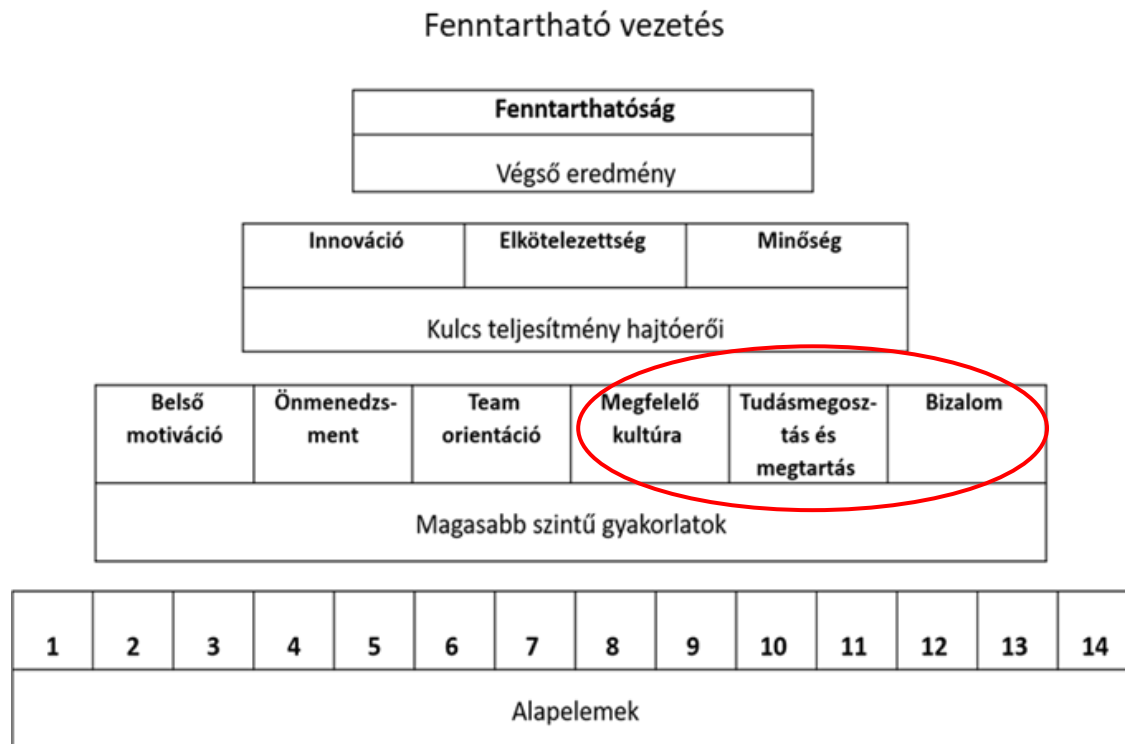 Fenntartható vezetés
Fenntarthatóság
Végső eredmény
Innováció
Elkötelezettség
Minőség
Kulcs teljesítmény hajtóerői
Belső
motiváció
Önmenedzs-
ment
Team
orientáció
Megfelelő
kultúra
Tudásmegosz-
tás és
megtartás
Bizalom
Magasabb szintű gyakorlatok
1 2 3 4 5 6 7 8 9 10 11 12 13 14
Alapelemek